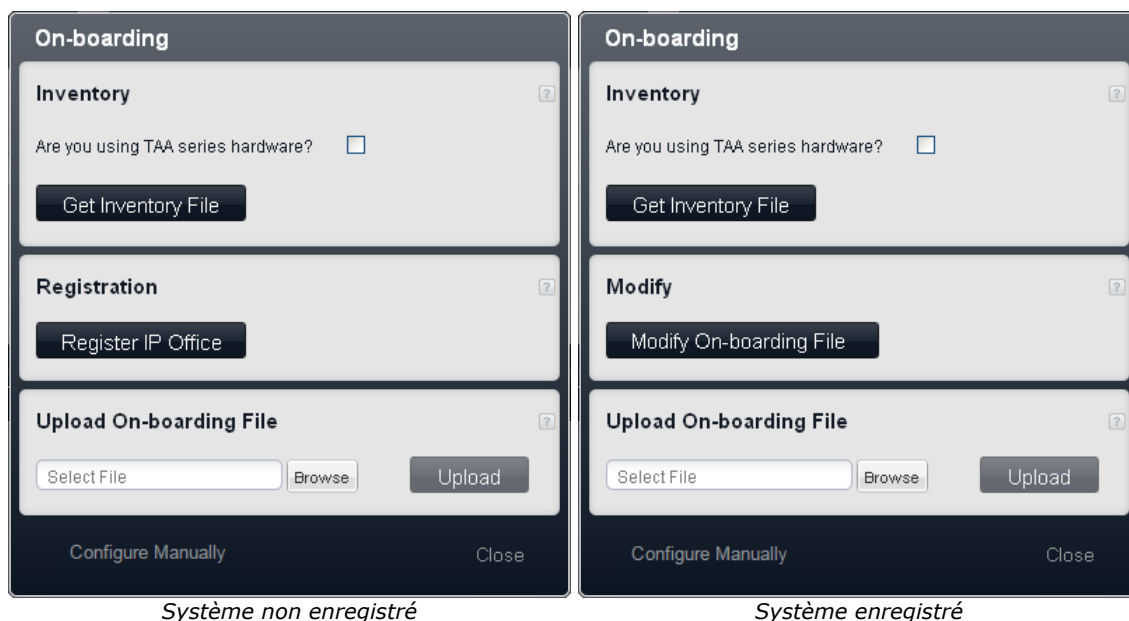 On-boarding
Inventory
?
Are you using TAA series hardware?
Get Inventory File
Registration
?
Register IP Office
Upload On-boarding File
?
Select File
Browse
Upload
Configure Manually
Close
Système non enregistré
On-boarding
Inventory
?
Are you using TAA series hardware?
Get Inventory File
Modify
?
Modify On-boarding File
Upload On-boarding File
?
Select File
Browse
Upload
Configure Manually
Close
Système enregistré